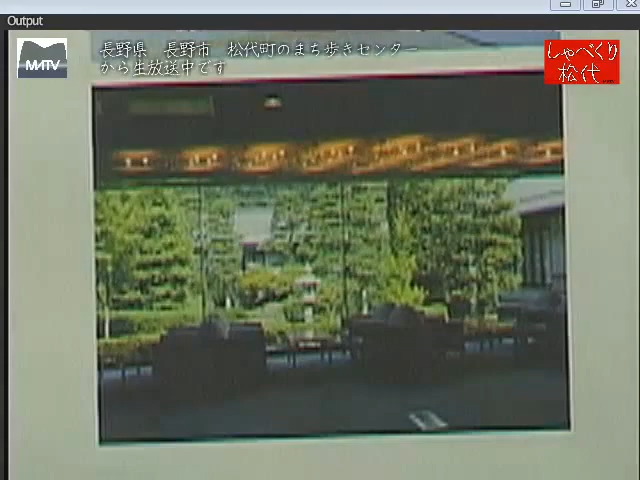 Output
MATV
長野県　長野市　松代町のまち歩きセンター
から生放送中です
しゃべくり
松代